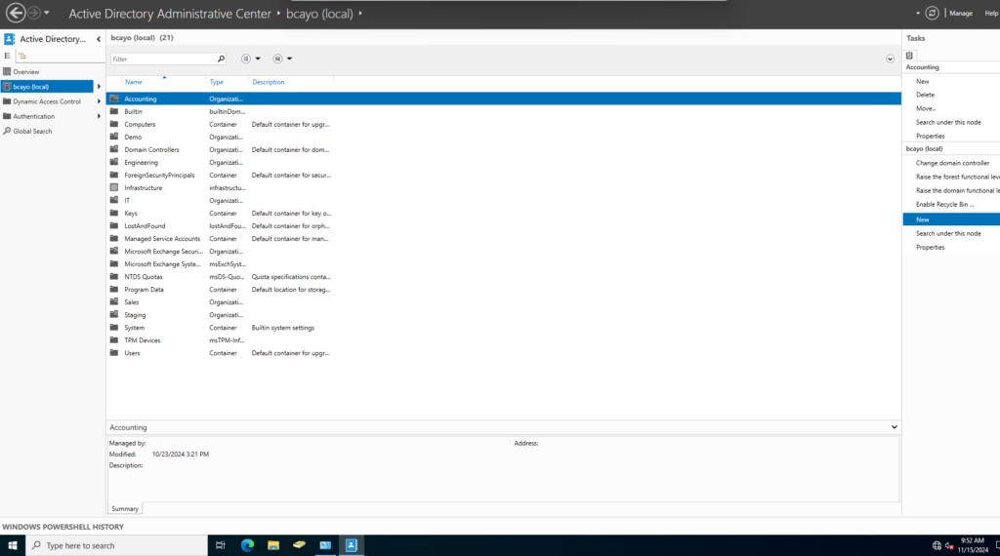 Active Directory Administrative Center • bcayo (local) •
Manage
Help
Active Directory...
Overview
bcayo (local)
Dynamic Access Control
Authentication
Global Search
bcayo (local) (21)
Filter
Name Type Description
Accounting Organizati...
Builtin builtinDom...
Computers Container Default container for upgr...
Demo Organizati...
Domain Controllers Organizati... Default container for dom...
Engineering Organizati...
ForeignSecurityPrincipals Container Default container for secur...
Infrastructure infrastructu...
IT Organizati...
Keys Container Default container for key o...
LostAndFound lostAndFou... Default container for orph...
Managed Service Accounts Container Default container for man...
Microsoft Exchange Securi... Organizati...
Microsoft Exchange Syste... msExchSyst...
NTDS Quotas msDS-Quo... Quota specifications conta...
Program Data Container Default location for storag...
Sales Organizati...
Staging Organizati...
System Container Builtin system settings
TPM Devices msTPM-Inf...
Users Container Default container for upgr...
Accounting
Managed by:
Address:
Modified: 10/23/2024 3:21 PM
Description:
Summary
Tasks
Accounting
New
Delete
Move...
Search under this node
Properties
bcayo (local)
Change domain controller
Raise the forest functional leve
Raise the domain functional le
Enable Recycle Bin ...
New
Search under this node
Properties
WINDOWS POWERSHELL HISTORY
Type here to search
9:52 AM
11/15/2024